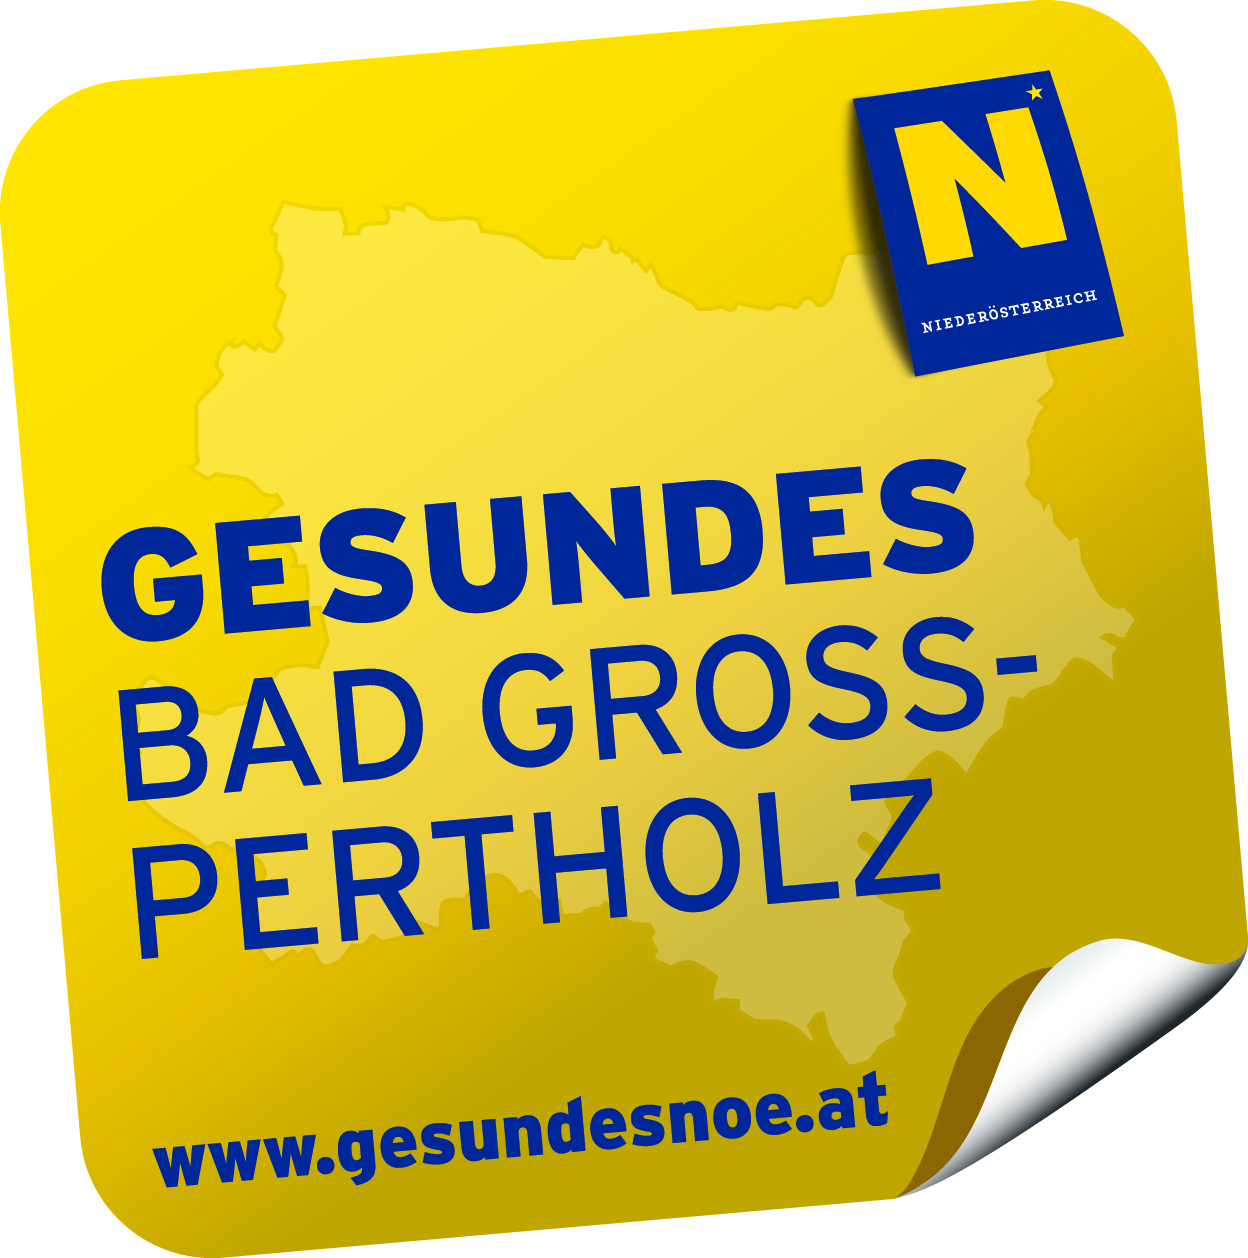 N
NIEDERÖSTERREICH
GESUNDES
BAD GROSS-
PERTHOLZ
www.gesundesnoe.at